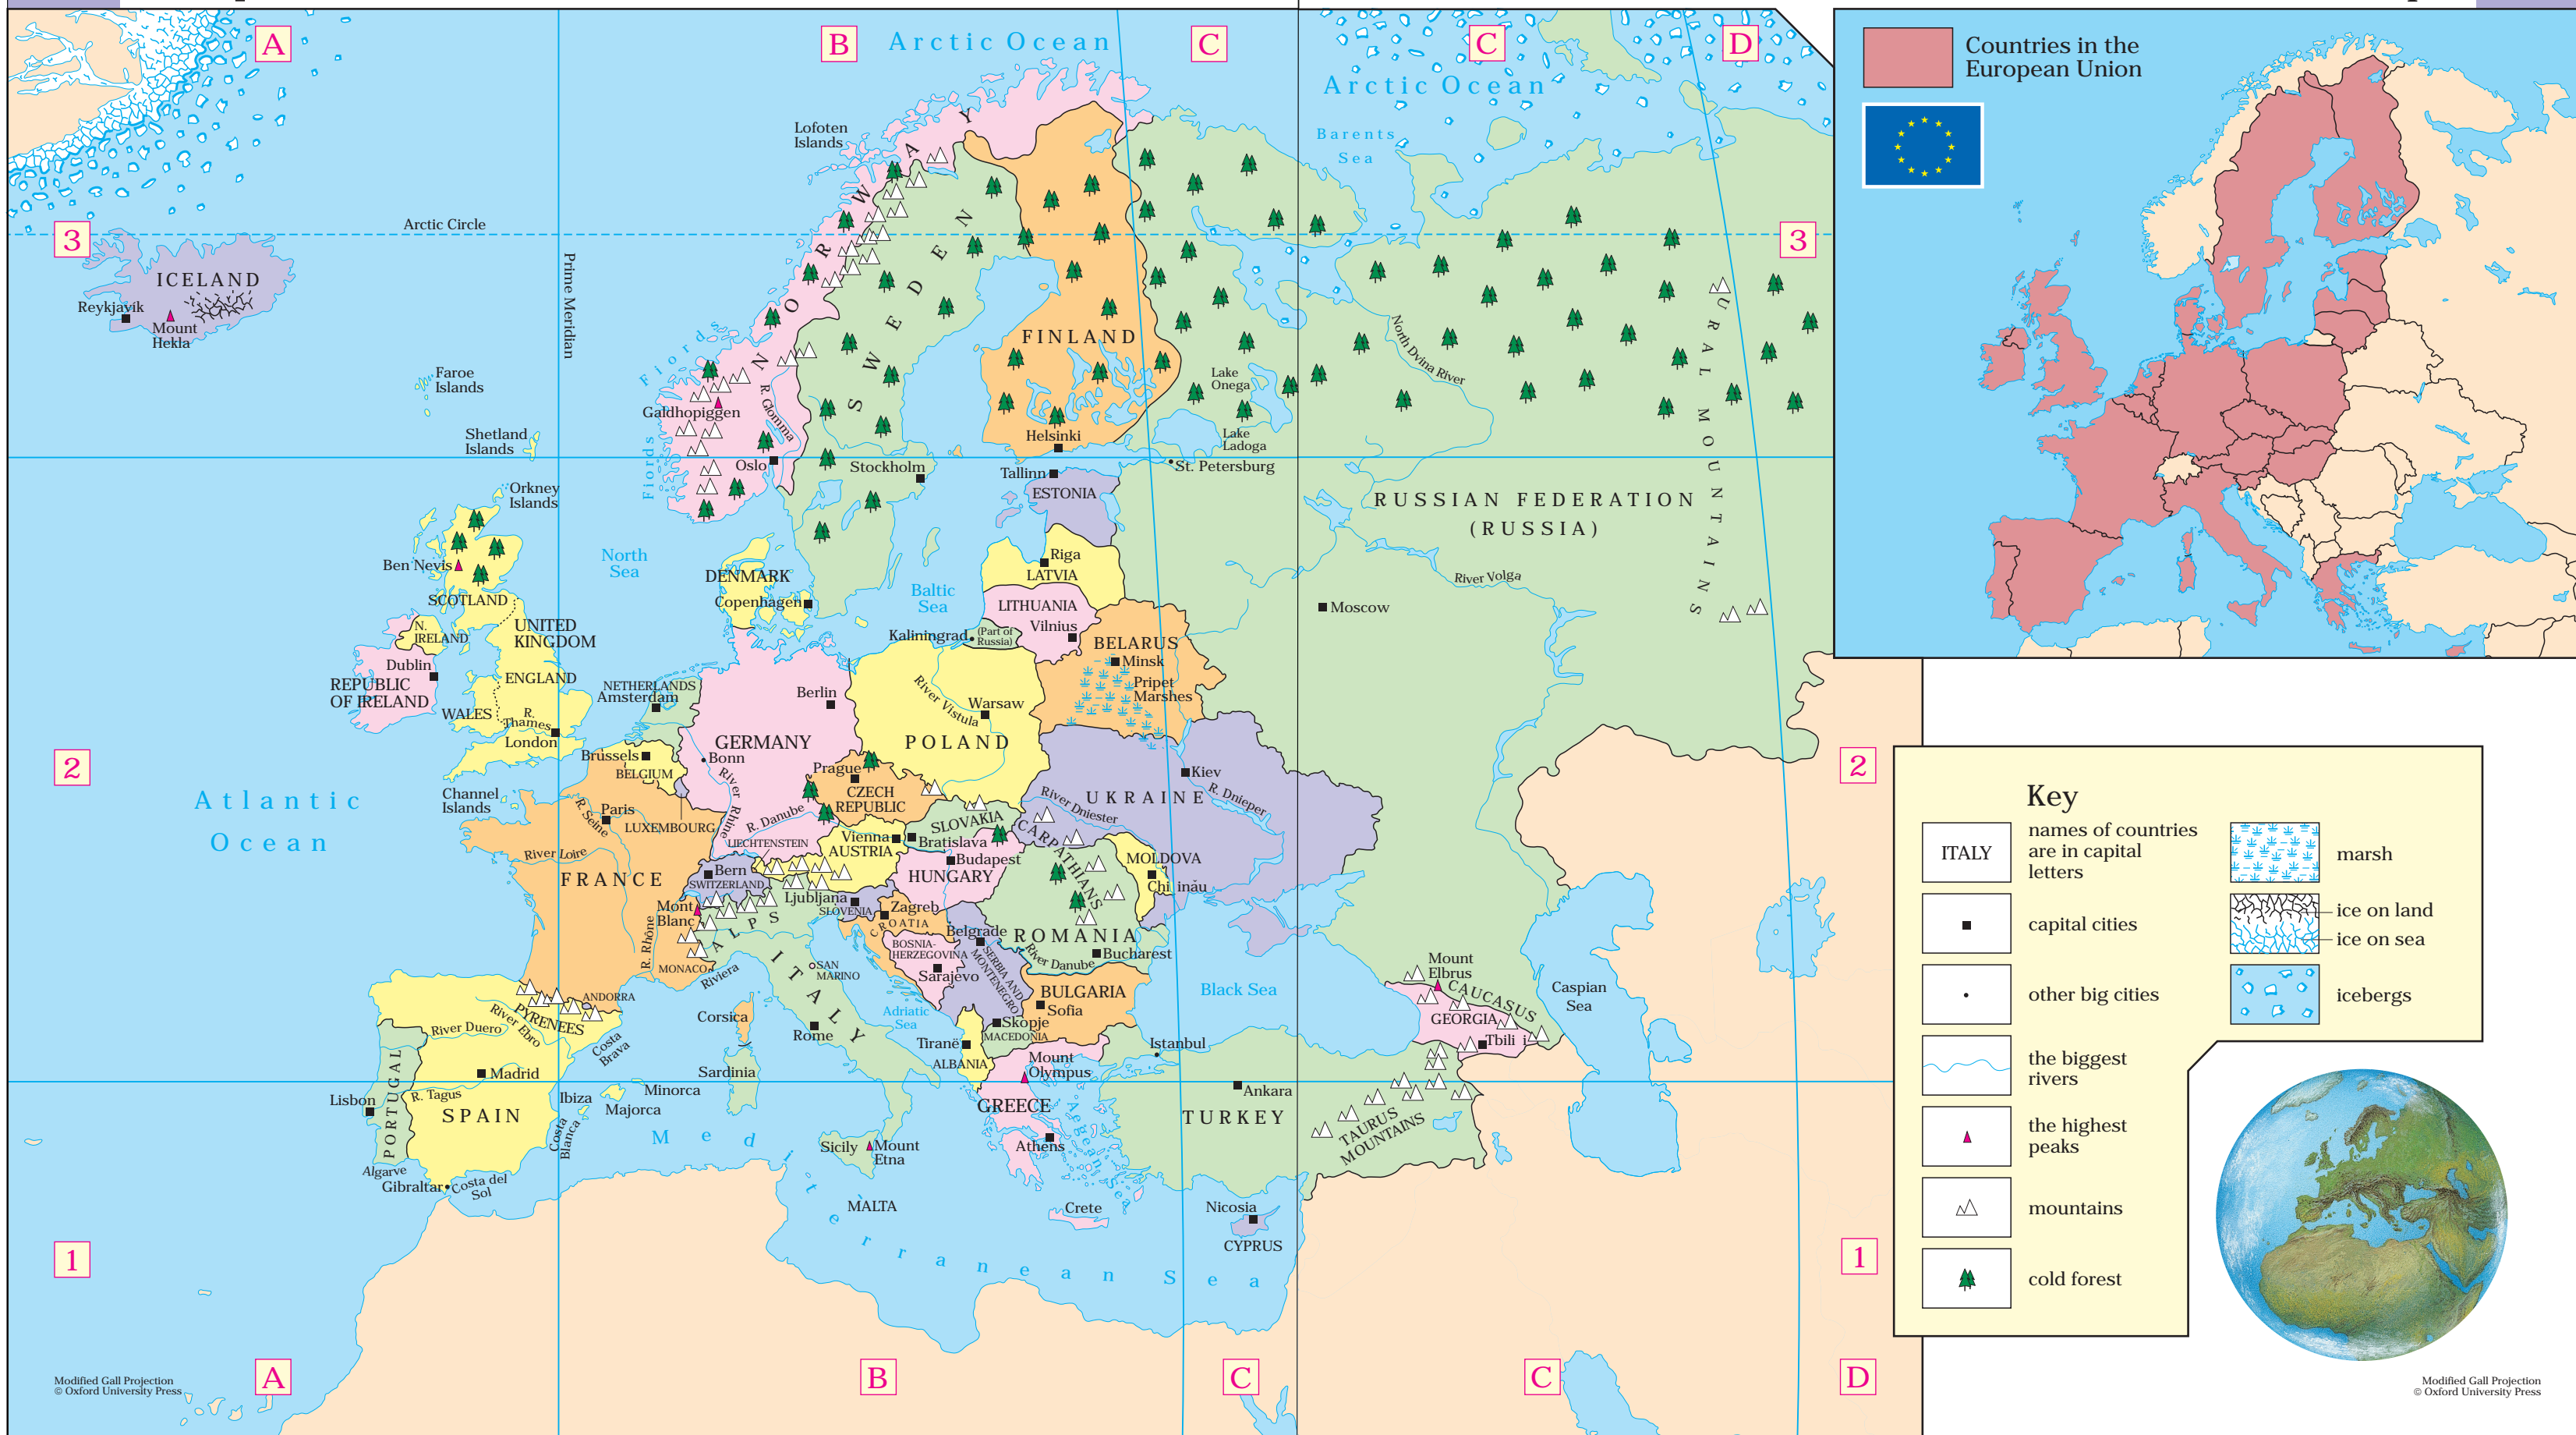 A
B
Arctic Ocean
C
C
D
Arctic Ocean
Barents
Sea
Lofoten
Islands
NORWAY
SWEDEN
Arctic Circle
3
3
Prime Meridian
ICELAND
Reykjavík
Mount
Hekla
Faroe
Islands
Shetland
Islands
Orkney
Islands
Fiords
Fiords
Galdhopiggen
R. Glomma
Oslo
Stockholm
FINLAND
Helsinki
Lake
Onega
Lake
Ladoga
North Dvina River
URAL MOUNTAINS
Tallinn
ESTONIA
St. Petersburg
RUSSIAN FEDERATION
(RUSSIA)
River Volga
Moscow
Ben Nevis
SCOTLAND
N.
IRELAND
UNITED
KINGDOM
Dublin
REPUBLIC
OF IRELAND
ENGLAND
WALES
R.
Thames
London
Channel
Islands
North
Sea
DENMARK
Copenhagen
Baltic
Sea
Riga
LATVIA
LITHUANIA
Vilnius
Kaliningrad
(Part of
Russia)
BELARUS
Minsk
Pripet
Marshes
NETHERLANDS
Amsterdam
Berlin
River Vistula
Warsaw
GERMANY
POLAND
Brussels
BELGIUM
Bonn
River Rhine
Prague
CZECH
REPUBLIC
2
2
Atlantic
Ocean
Kiev
UKRAINE
R. Dnieper
River Dniester
R. Seine
Paris
LUXEMBOURG
R. Danube
SLOVAKIA
CARPATHIANS
River Loire
LIECHTENSTEIN
Vienna
AUSTRIA
Bratislava
Budapest
HUNGARY
MOLDOVA
Chi inău
FRANCE
Bern
SWITZERLAND
Ljubljana
SLOVENIA
Zagreb
CROATIA
Mont
Blanc
ALPS
R. Rhône
MONACO
Riviera
ITALY
SAN
MARINO
BOSNIA-
HERZEGOVINA
Sarajevo
Belgrade
SERBIA AND
MONTENEGRO
ROMANIA
River Danube
Bucharest
BULGARIA
Sofia
Black Sea
Mount
Elbrus
CAUCASUS
GEORGIA
Tbili i
Caspian
Sea
ANDORRA
PYRENEES
River Ebro
River Duero
Costa
Brava
Corsica
Rome
Adriatic
Sea
Skopje
MACEDONIA
Tiranë
ALBANIA
Istanbul
Mount
Olympus
PORTUGAL
Madrid
Lisbon
R. Tagus
SPAIN
Ibiza
Minorca
Majorca
Costa
Blanca
Sardinia
GREECE
Aegean Sea
Athens
Ankara
TURKEY
TAURUS
MOUNTAINS
Algarve
Gibraltar
Costa del
Sol
Sicily
Mount
Etna
MALTA
Mediterranean Sea
Crete
Nicosia
CYPRUS
1
1
A
B
C
C
D
Modified Gall Projection
© Oxford University Press
Countries in the
European Union
Key
ITALY
names of countries
are in capital
letters
capital cities
other big cities
the biggest
rivers
the highest
peaks
mountains
cold forest
marsh
ice on land
ice on sea
icebergs
Modified Gall Projection
© Oxford University Press